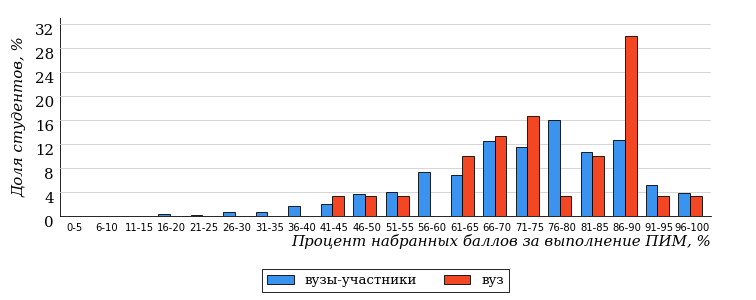 Доля студентов, %
32
28
24
20
16
12
8
4
0
0-5 6-10 11-15 16-20 21-25 26-30 31-35 36-40 41-45 46-50 51-55 56-60 61-65 66-70 71-75 76-80 81-85 86-90 91-95 96-100
Процент набранных баллов за выполнение ПИМ, %
вузы-участники вуз